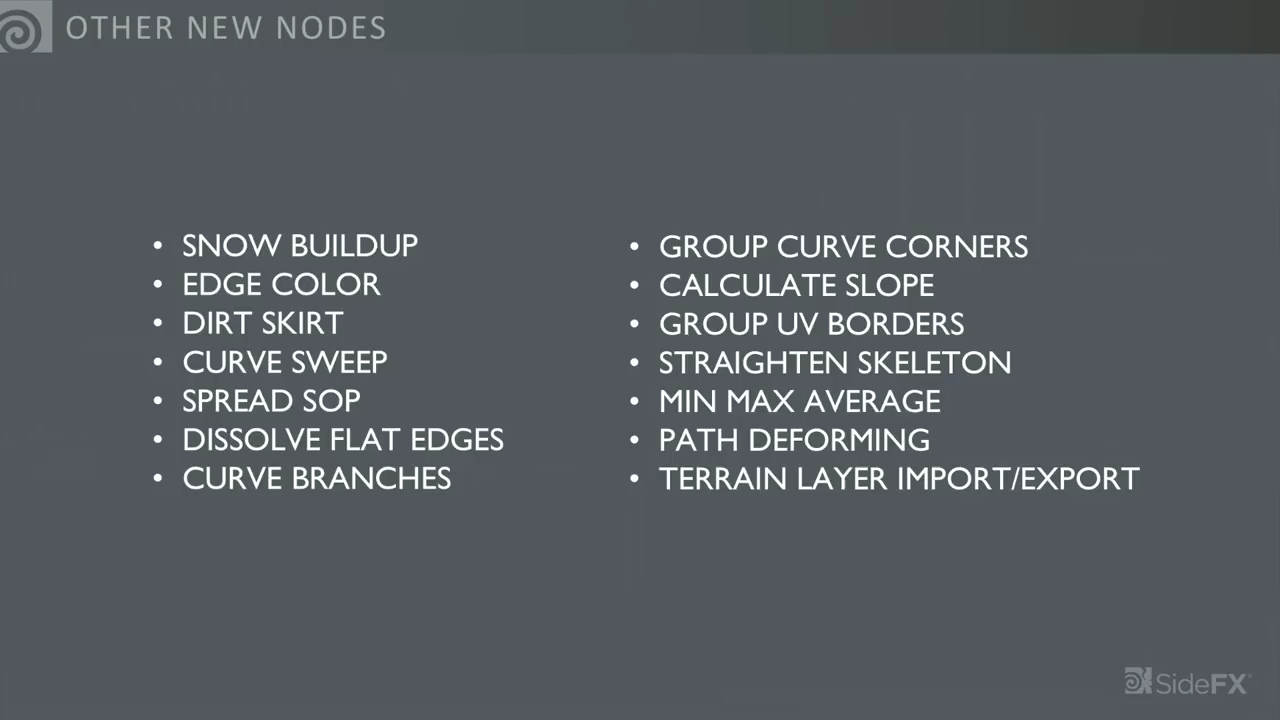 OTHER NEW NODES
• SNOW BUILDUP
• EDGE COLOR
• DIRT SKIRT
• CURVE SWEEP
• SPREAD SOP
• DISSOLVE FLAT EDGES
• CURVE BRANCHES
• GROUP CURVE CORNERS
• CALCULATE SLOPE
• GROUP UV BORDERS
• STRAIGHTEN SKELETON
• MIN MAX AVERAGE
• PATH DEFORMING
• TERRAIN LAYER IMPORT/EXPORT
SideFX